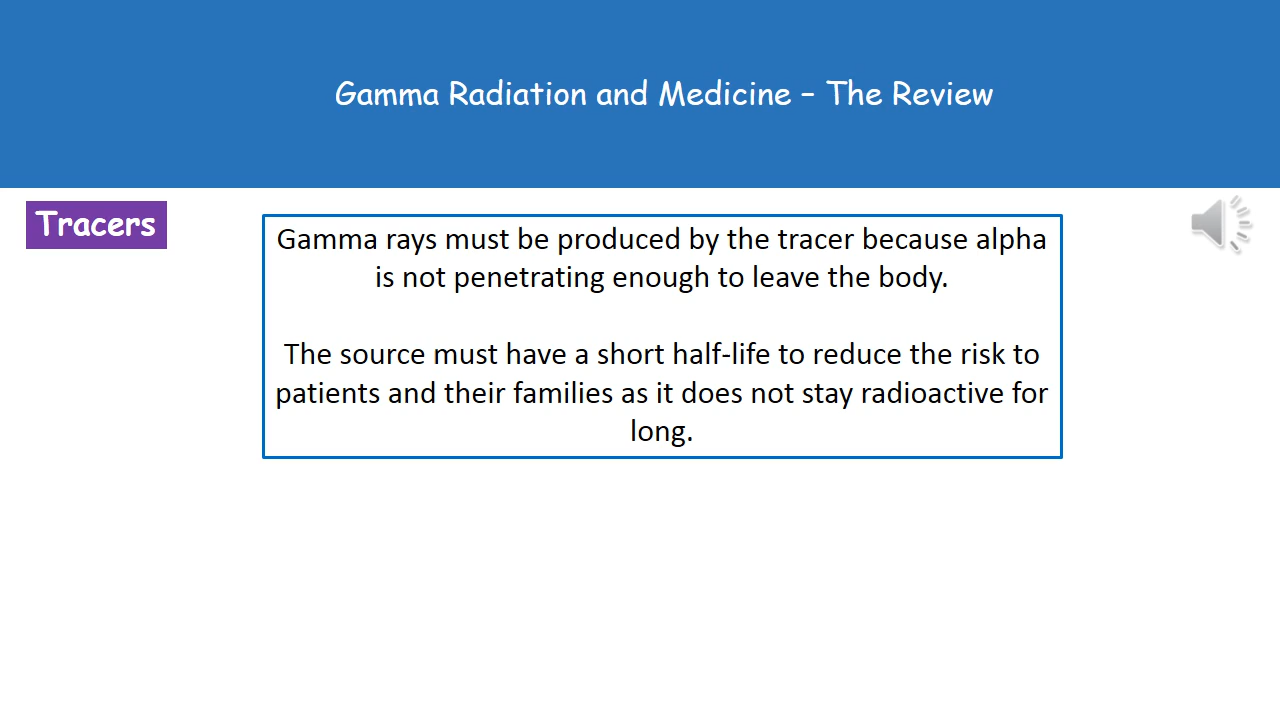 Gamma Radiation and Medicine – The Review
Tracers
Gamma rays must be produced by the tracer because alpha
is not penetrating enough to leave the body.
The source must have a short half-life to reduce the risk to
patients and their families as it does not stay radioactive for
long.